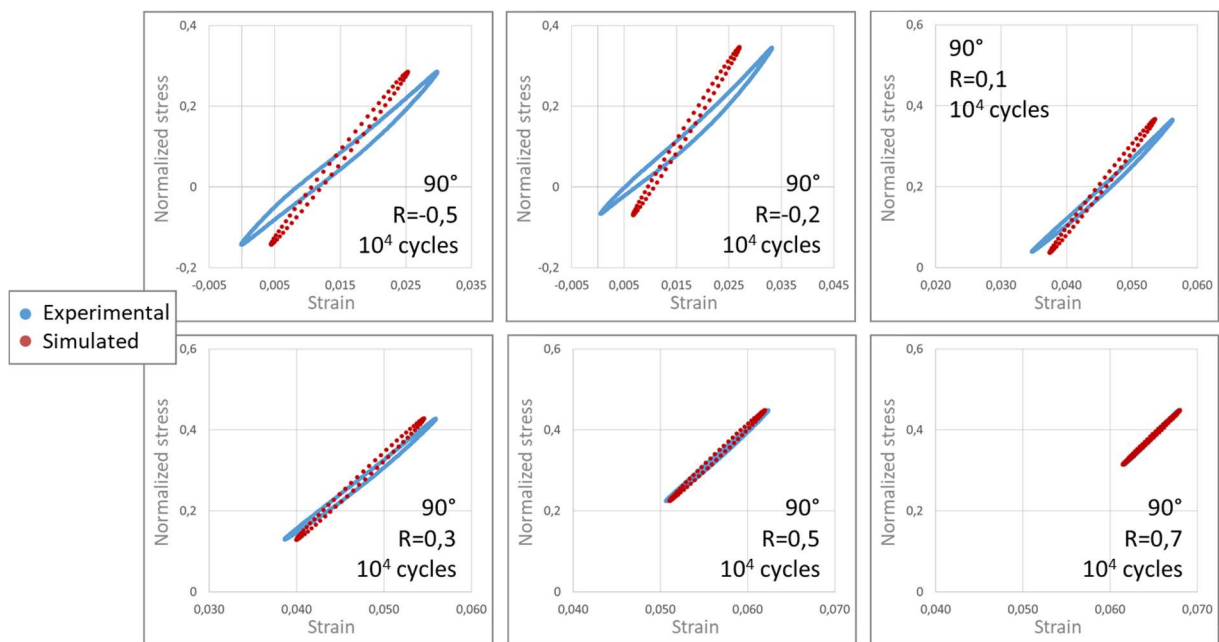 Normalized stress
0,4
0,2
0
-0,2
-0,005
0,005
0,015
0,025
0,035
Strain
90°
R=-0,5
10⁴ cycles
Normalized stress
0,4
0,2
0
-0,2
-0,005
0,005
0,015
0,025
0,035
0,045
Strain
90°
R=-0,2
10⁴ cycles
Normalized stress
0,6
0,4
0,2
0
0,020
0,030
0,040
0,050
0,060
Strain
90°
R=0,1
10⁴ cycles
Experimental
Simulated
Normalized stress
0,6
0,4
0,2
0
0,030
0,040
0,050
0,060
Strain
90°
R=0,3
10⁴ cycles
Normalized stress
0,6
0,4
0,2
0
0,040
0,050
0,060
0,070
Strain
90°
R=0,5
10⁴ cycles
Normalized stress
0,6
0,4
0,2
0
0,040
0,050
0,060
0,070
Strain
90°
R=0,7
10⁴ cycles